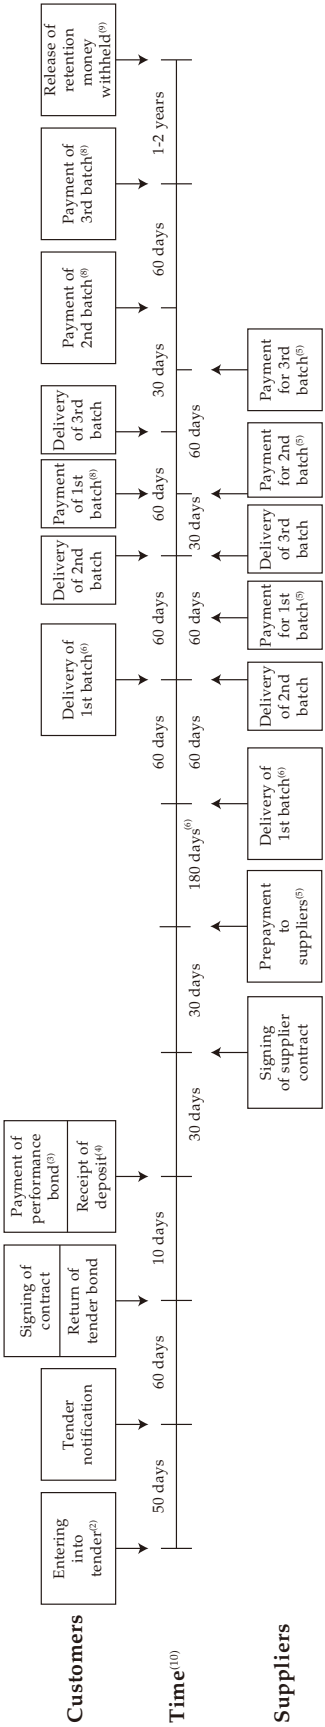 Customers
Entering
into
tender(2)
Tender
notification
Signing of
contract
Return of
tender bond
Payment of
performance
bond(3)
Receipt of
deposit(4)
Delivery of
1st batch(6)
Delivery of
2nd batch
Payment
of 1st
batch(8)
Delivery
of 3rd
batch
Payment of
2nd batch(8)
Payment of
3rd batch(8)
Release of
retention
money
withheld(9)
Time(10)
50 days
60 days
10 days
60 days
60 days
60 days
30 days
60 days
1-2 years
30 days
30 days
180 days(6)
60 days
60 days
30 days
60 days
Suppliers
Signing
of supplier
contract
Prepayment
to
suppliers(5)
Delivery of
1st batch(6)
Delivery
of 2nd
batch
Payment
for 1st
batch(5)
Delivery
of 3rd
batch
Payment
for 2nd
batch(5)
Payment
for 3rd
batch(5)